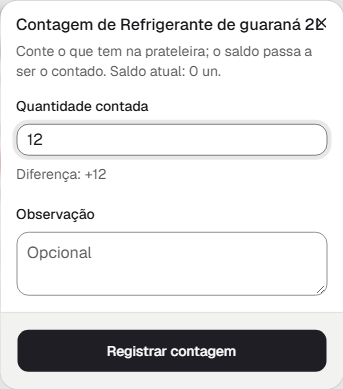 Contagem de Refrigerante de guaraná 2L
Conte o que tem na prateleira; o saldo passa a
ser o contado. Saldo atual: 0 un.
Quantidade contada
12
Diferença: +12
Observação
Opcional
Registrar contagem